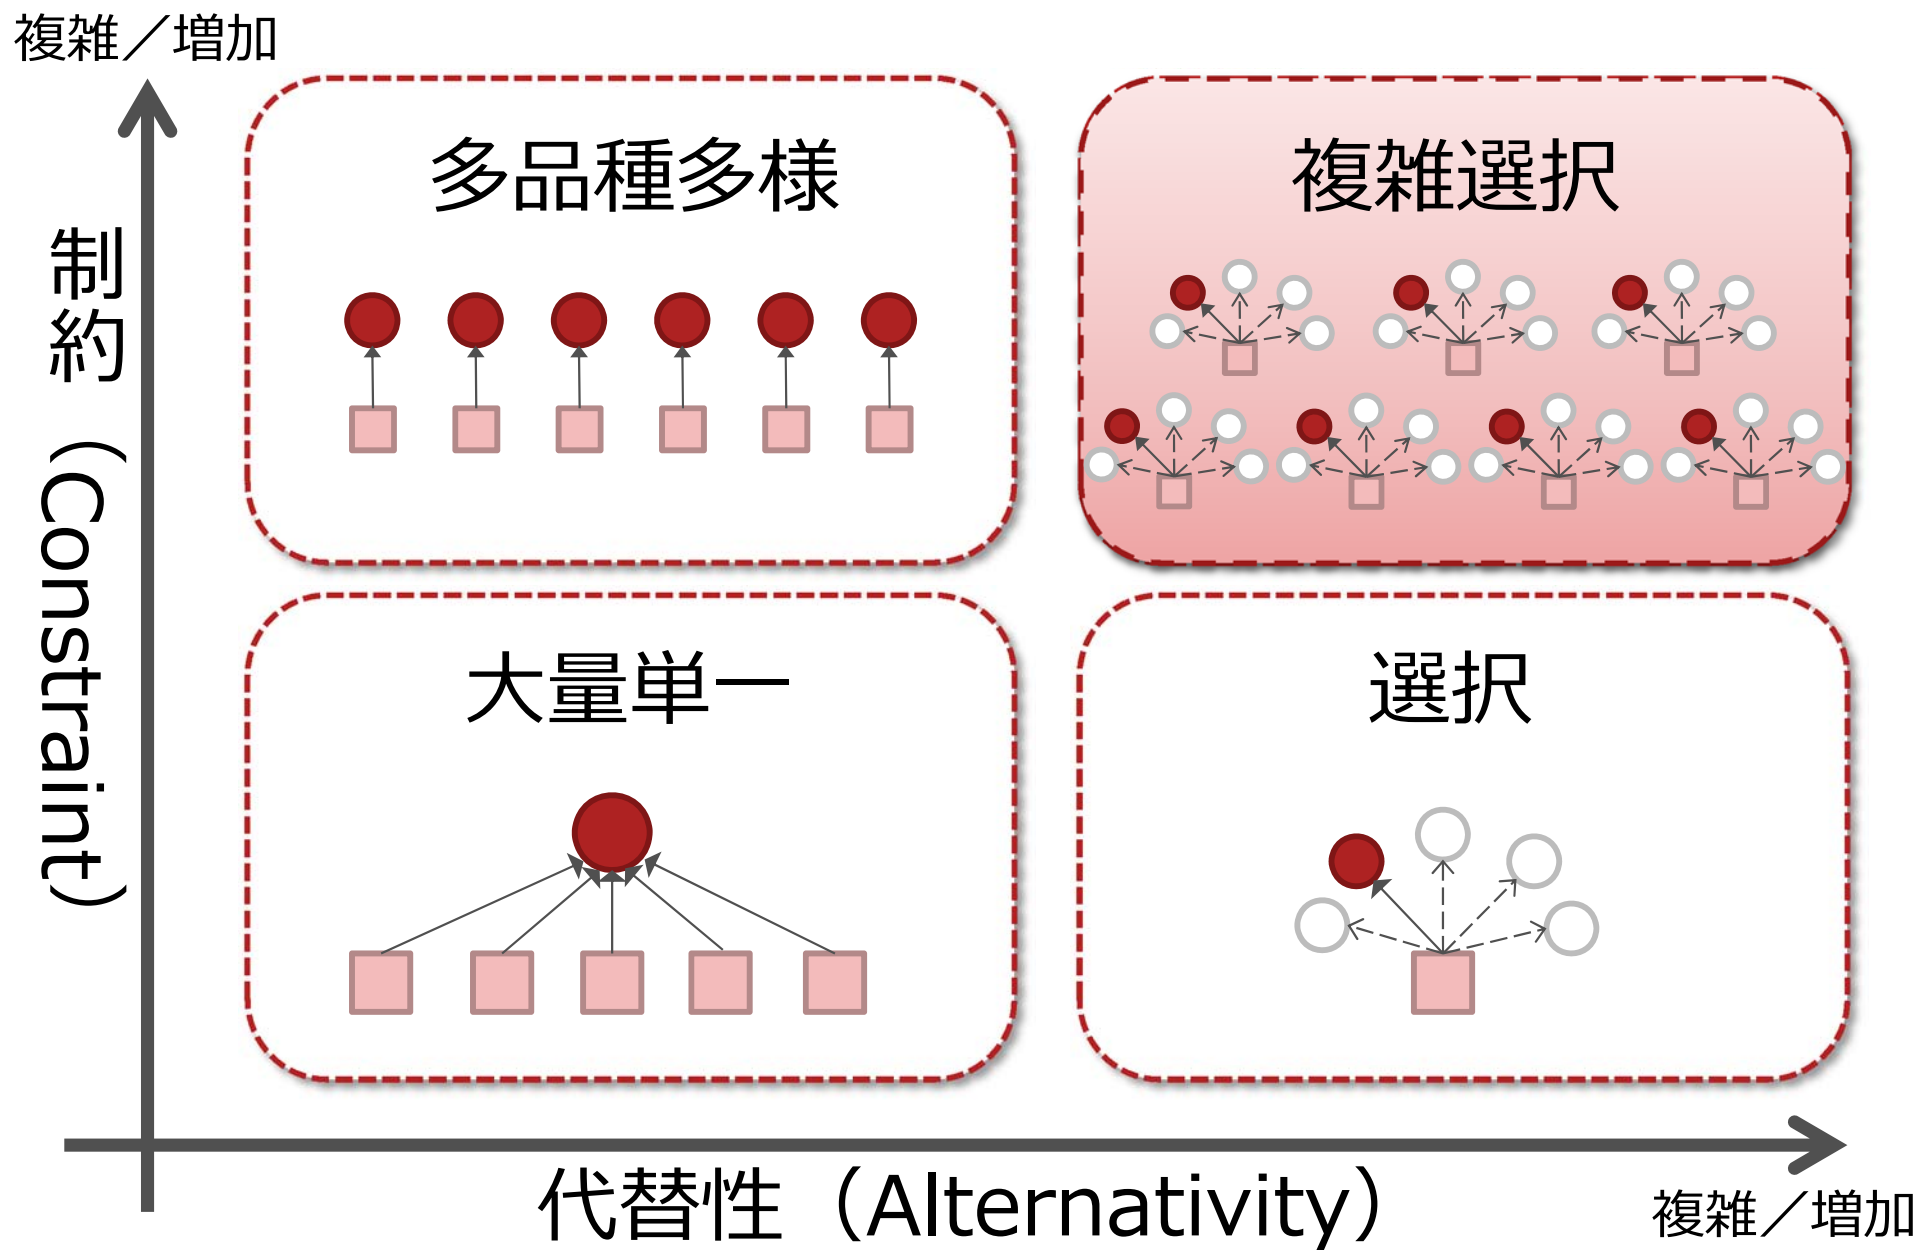 複雑／増加
制約（Constraint）
多品種多様
複雑選択
大量単一
選択
代替性（Alternativity）
複雑／増加